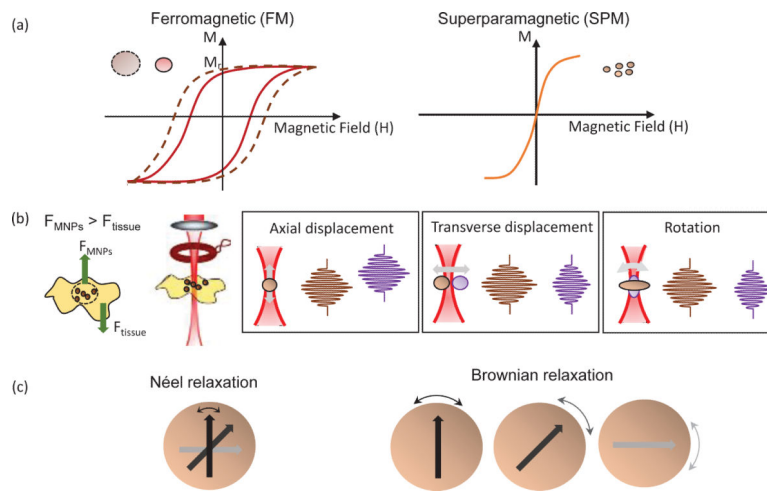 (a)
Ferromagnetic (FM)
M
Mr
Magnetic Field (H)
Superparamagnetic (SPM)
M
Magnetic Field (H)
(b)
FMNPs > Ftissue
FMNPs
Ftissue
Axial displacement
Transverse displacement
Rotation
(c)
Néel relaxation
Brownian relaxation